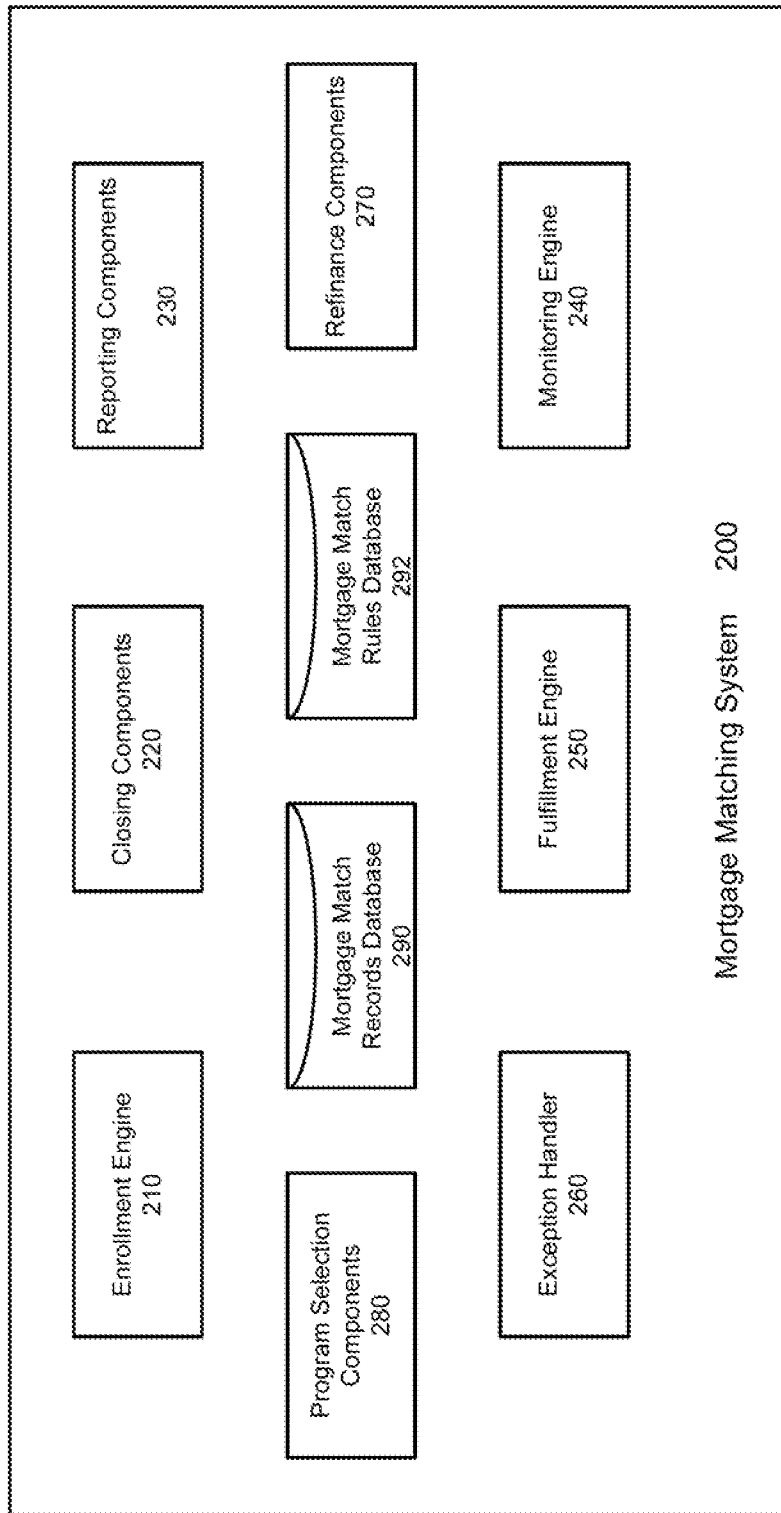 Enrollment Engine
210
Closing Components
220
Reporting Components
230
Program Selection
Components
280
Mortgage Match
Records Database
290
Mortgage Match
Rules Database
292
Refinance Components
270
Exception Handler
260
Fulfillment Engine
250
Monitoring Engine
240
Mortgage Matching System 200